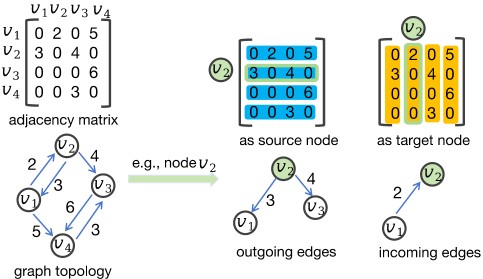 v₁ v₂ v₃ v₄
v₁ 0 2 0 5
v₂ 3 0 4 0
v₃ 0 0 0 6
v₄ 0 0 3 0
adjacency matrix
v₂
0 2 0 5
3 0 4 0
0 0 0 6
0 0 3 0
as source node
v₂
0 2 0 5
3 0 4 0
0 0 0 6
0 0 3 0
as target node
v₂
2 4
3
v₁ v₃
6
5 3
v₄
graph topology
e.g., node v₂
v₂
3 4
v₁ v₃
outgoing edges
v₂
2
v₁
incoming edges